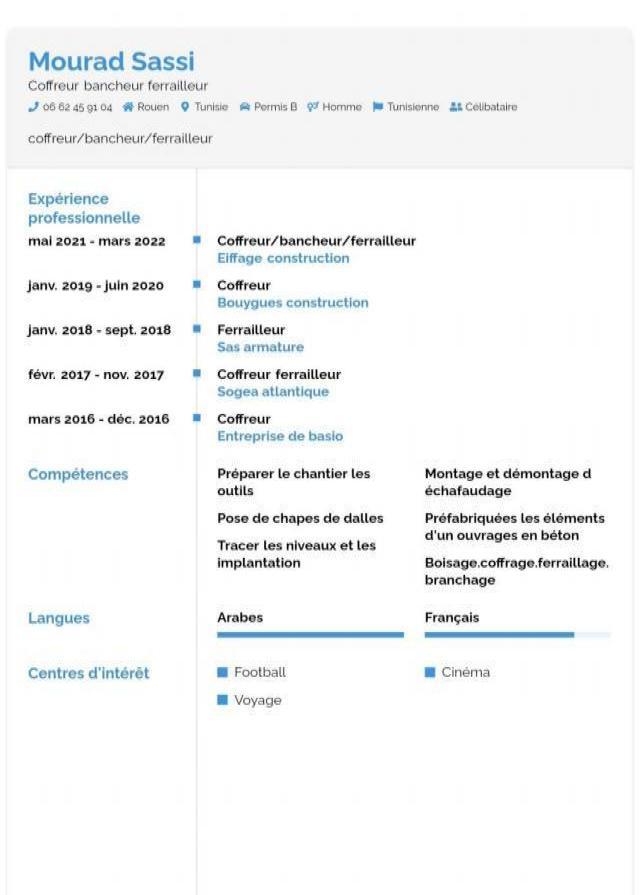 Mourad Sassi
Coffreur bancheur ferrailleur
06 62 45 91 04 Rouen Tunisie Permis B Homme Tunisienne Célibataire
coffreur/bancheur/ferrailleur
Expérience
professionnelle
mai 2021 - mars 2022 Coffreur/bancheur/ferrailleur
Eiffage construction
janv. 2019 - juin 2020 Coffreur
Bouygues construction
janv. 2018 - sept. 2018 Ferrailleur
Sas armature
févr. 2017 - nov. 2017 Coffreur ferrailleur
Sogea atlantique
mars 2016 - déc. 2016 Coffreur
Entreprise de basio
Compétences
Préparer le chantier les
outils
Pose de chapes de dalles
Tracer les niveaux et les
implantation
Montage et démontage d
échafaudage
Préfabriquées les éléments
d'un ouvrages en béton
Boisage.coffrage.ferraillage.
branchage
Langues
Arabes Français
Centres d'intérêt
Football Cinéma
Voyage